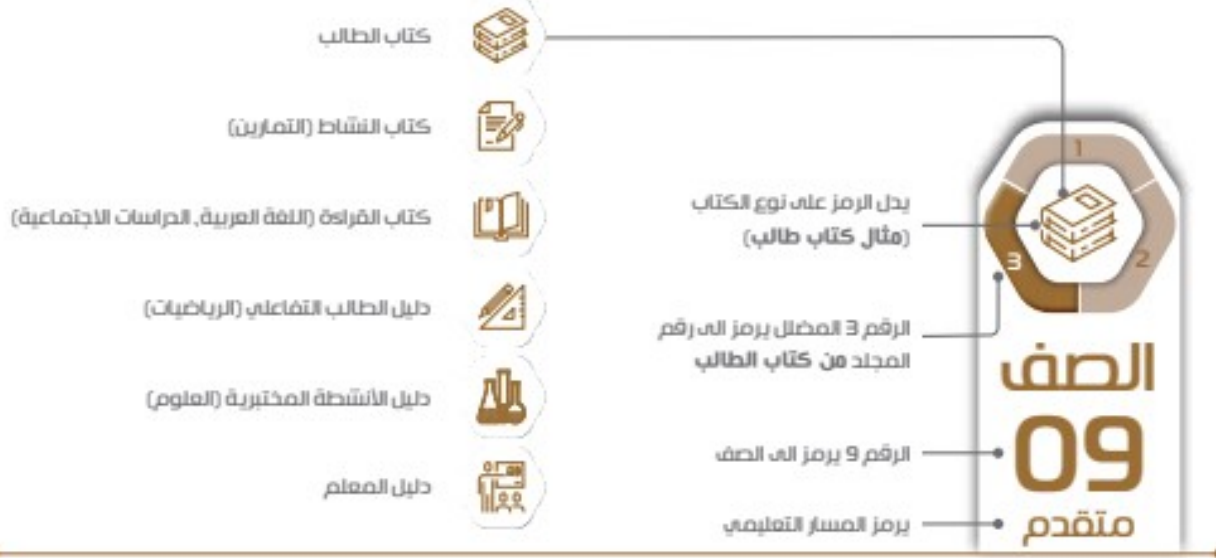 كتاب الطالب
كتاب النشاط (التمارين)
كتاب القراءة (اللغة العربية, الدراسات الاجتماعية)
دليل الطالب التفاعلي (الرياضيات)
دليل الأنشطة المختبرية (العلوم)
دليل المعلم
يدل الرمز على نوع الكتاب
(مثال كتاب طالب)
الرقم 3 المضلل يرمز الى رقم
المجلد من كتاب الطالب
الرقم 9 يرمز الى الصف
يرمز المسار التعليمي
1
2
3
الصف
09
متقدم